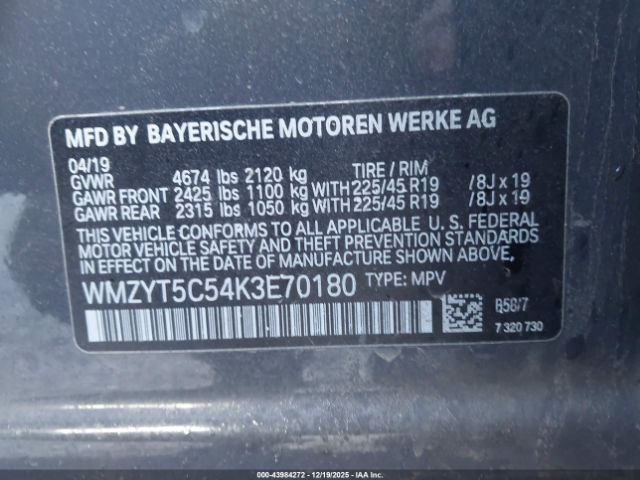 MFD BY BAYERISCHE MOTOREN WERKE AG
04/19
GVWR 4674 lbs 2120 kg TIRE / RIM
GAWR FRONT 2425 lbs 1100 kg WITH 225/45 R19 /8J x 19
GAWR REAR 2315 lbs 1050 kg WITH 225/45 R19 /8J x 19
THIS VEHICLE CONFORMS TO ALL APPLICABLE U. S. FEDERAL
MOTOR VEHICLE SAFETY AND THEFT PREVENTION STANDARDS
IN EFFECT ON THE DATE OF MANUFACTURE SHOWN ABOVE.
WMZYT5C54K3E70180 TYPE: MPV
B58/7
7 320 730
000-43984272 - 12/19/2025 - IAA Inc.